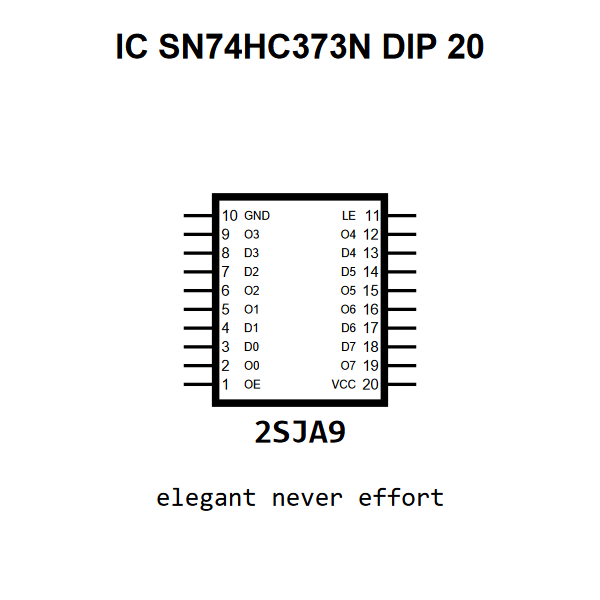 IC SN74HC373N DIP 20
10 GND LE 11
9 O3 O4 12
8 D3 D4 13
7 D2 D5 14
6 O2 O5 15
5 O1 O6 16
4 D1 D6 17
3 D0 D7 18
2 O0 O7 19
1 OE VCC 20
2SJA9
elegant never effort